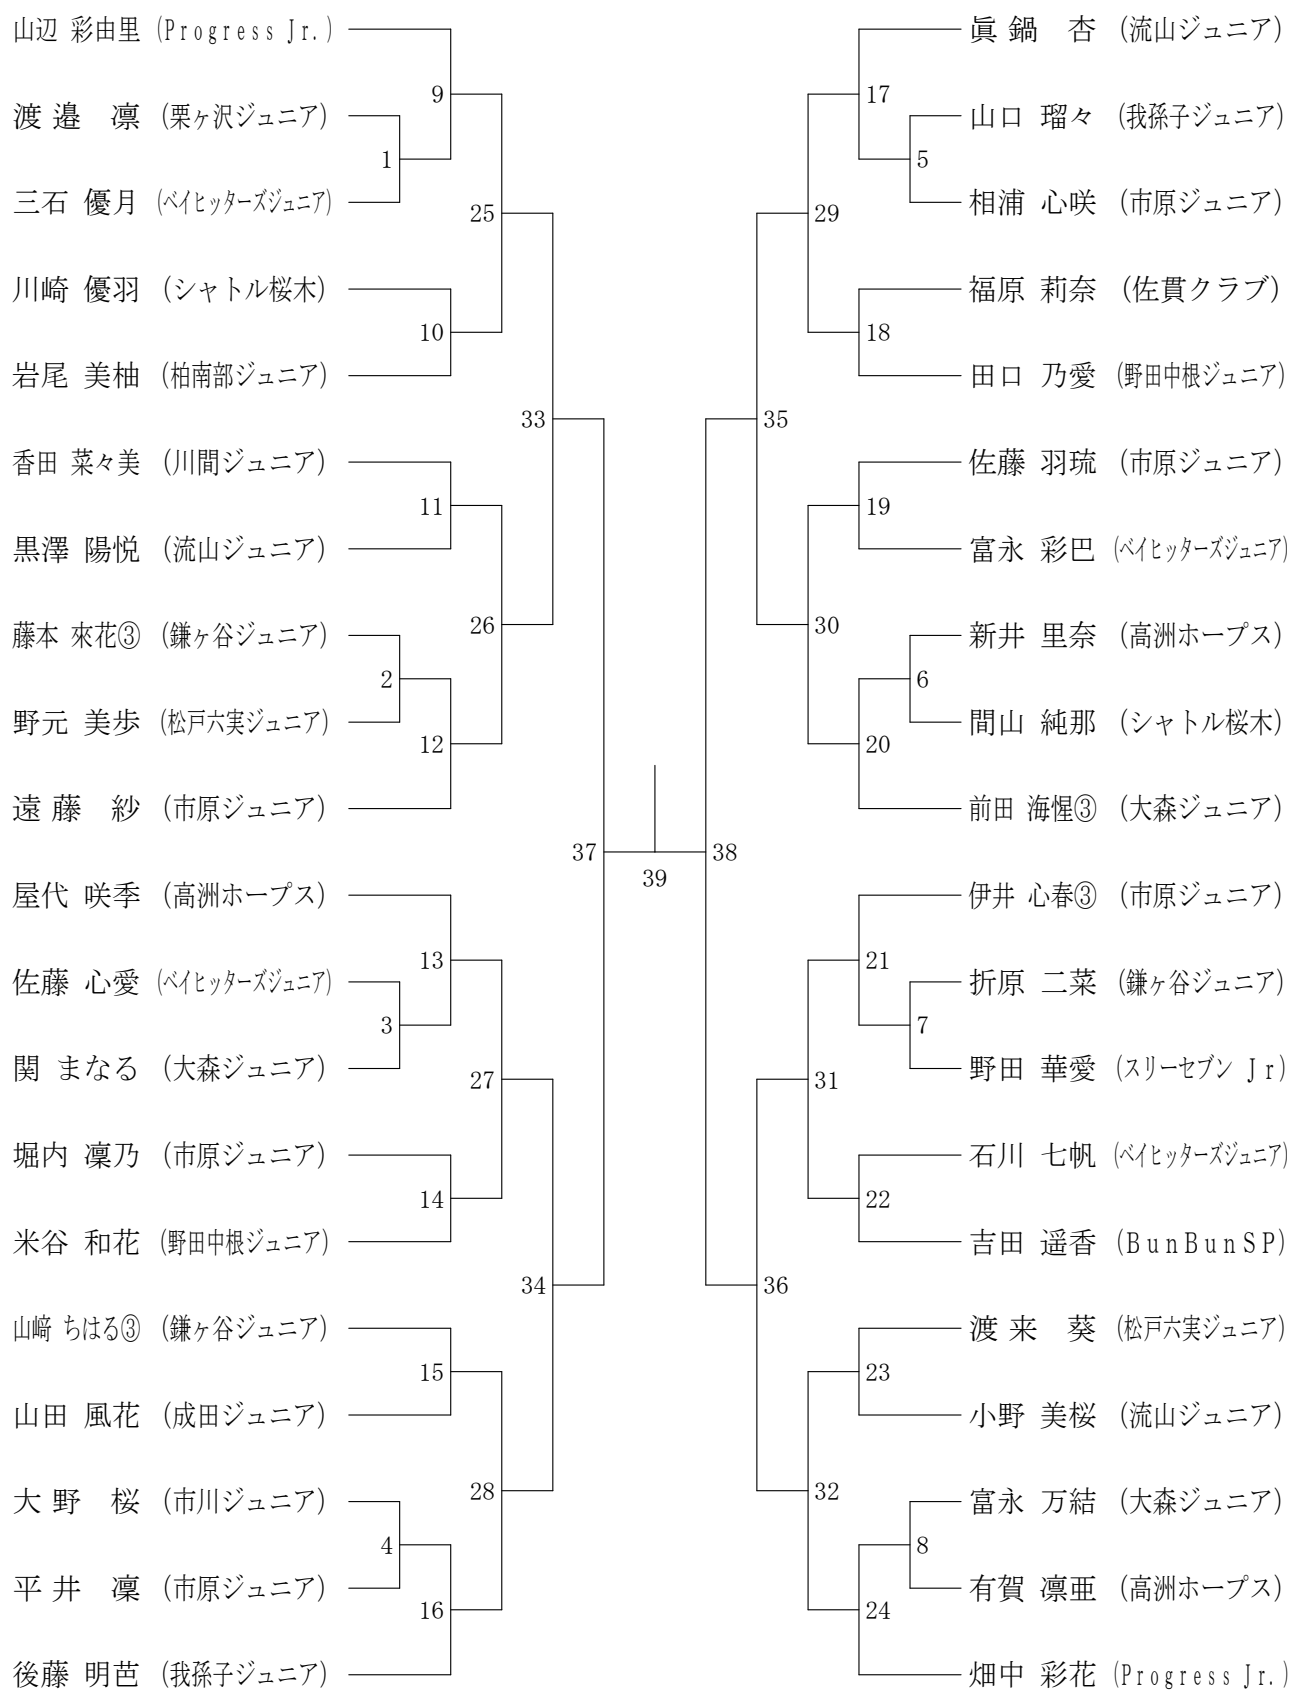 山辺 彩由里 (Progress Jr.)
9
渡邉 凛 (栗ヶ沢ジュニア)
1
三石 優月 (ベイヒッターズジュニア)
25
川崎 優羽 (シャトル桜木)
10
岩尾 美柚 (柏南部ジュニア)
33
香田 菜々美 (川間ジュニア)
11
黒澤 陽悦 (流山ジュニア)
26
藤本 來花③ (鎌ヶ谷ジュニア)
2
野元 美歩 (松戸六実ジュニア)
12
遠藤 紗 (市原ジュニア)
37
屋代 咲季 (高洲ホープス)
13
佐藤 心愛 (ベイヒッターズジュニア)
3
関 まなる (大森ジュニア)
27
堀内 凜乃 (市原ジュニア)
14
米谷 和花 (野田中根ジュニア)
34
山﨑 ちはる③ (鎌ヶ谷ジュニア)
15
山田 風花 (成田ジュニア)
28
大野 桜 (市川ジュニア)
4
平井 凜 (市原ジュニア)
16
後藤 明芭 (我孫子ジュニア)
39
眞鍋 杏 (流山ジュニア)
17
山口 瑠々 (我孫子ジュニア)
5
相浦 心咲 (市原ジュニア)
29
福原 莉奈 (佐貫クラブ)
18
田口 乃愛 (野田中根ジュニア)
35
佐藤 羽琉 (市原ジュニア)
19
富永 彩巴 (ベイヒッターズジュニア)
30
新井 里奈 (高洲ホープス)
6
間山 純那 (シャトル桜木)
20
前田 海惺③ (大森ジュニア)
38
伊井 心春③ (市原ジュニア)
21
折原 二菜 (鎌ヶ谷ジュニア)
7
野田 華愛 (スリーセブン Jr)
31
石川 七帆 (ベイヒッターズジュニア)
22
吉田 遥香 (BunBunSP)
36
渡来 葵 (松戸六実ジュニア)
23
小野 美桜 (流山ジュニア)
32
富永 万結 (大森ジュニア)
8
有賀 凛亜 (高洲ホープス)
24
畑中 彩花 (Progress Jr.)